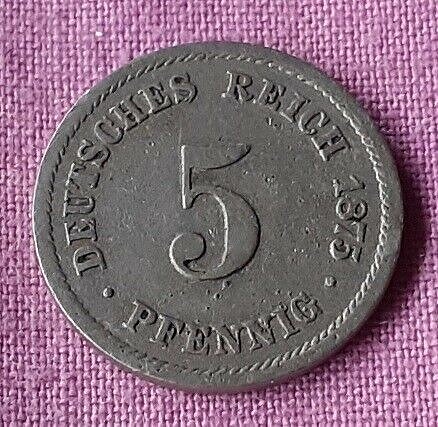 DEUTSCHES REICH 1875
5
· PFENNIG ·